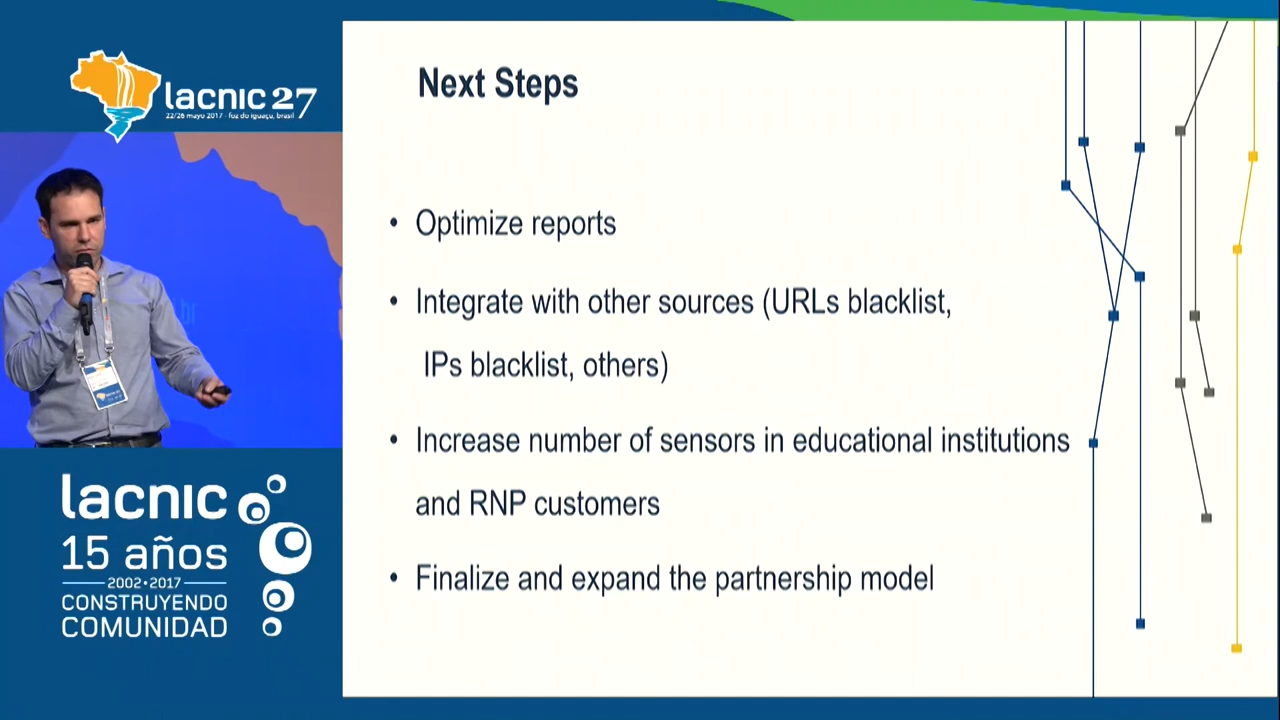 lacnic 27
22/26 mayo 2017 - foz do iguaçu, brasil
lacnic
15 años
2002•2017
CONSTRUYENDO
COMUNIDAD
Next Steps
• Optimize reports
• Integrate with other sources (URLs blacklist,
IPs blacklist, others)
• Increase number of sensors in educational institutions
and RNP customers
• Finalize and expand the partnership model